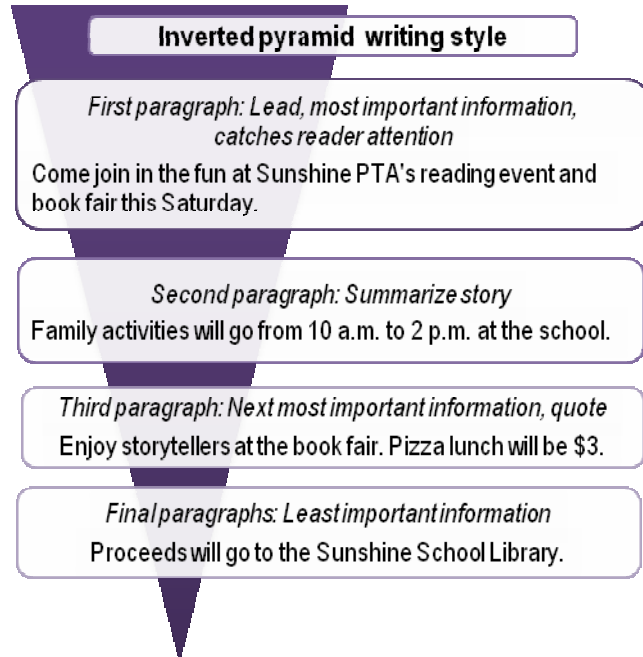 Inverted pyramid writing style
First paragraph: Lead, most important information,
catches reader attention
Come join in the fun at Sunshine PTA's reading event and
book fair this Saturday.
Second paragraph: Summarize story
Family activities will go from 10 a.m. to 2 p.m. at the school.
Third paragraph: Next most important information, quote
Enjoy storytellers at the book fair. Pizza lunch will be $3.
Final paragraphs: Least important information
Proceeds will go to the Sunshine School Library.